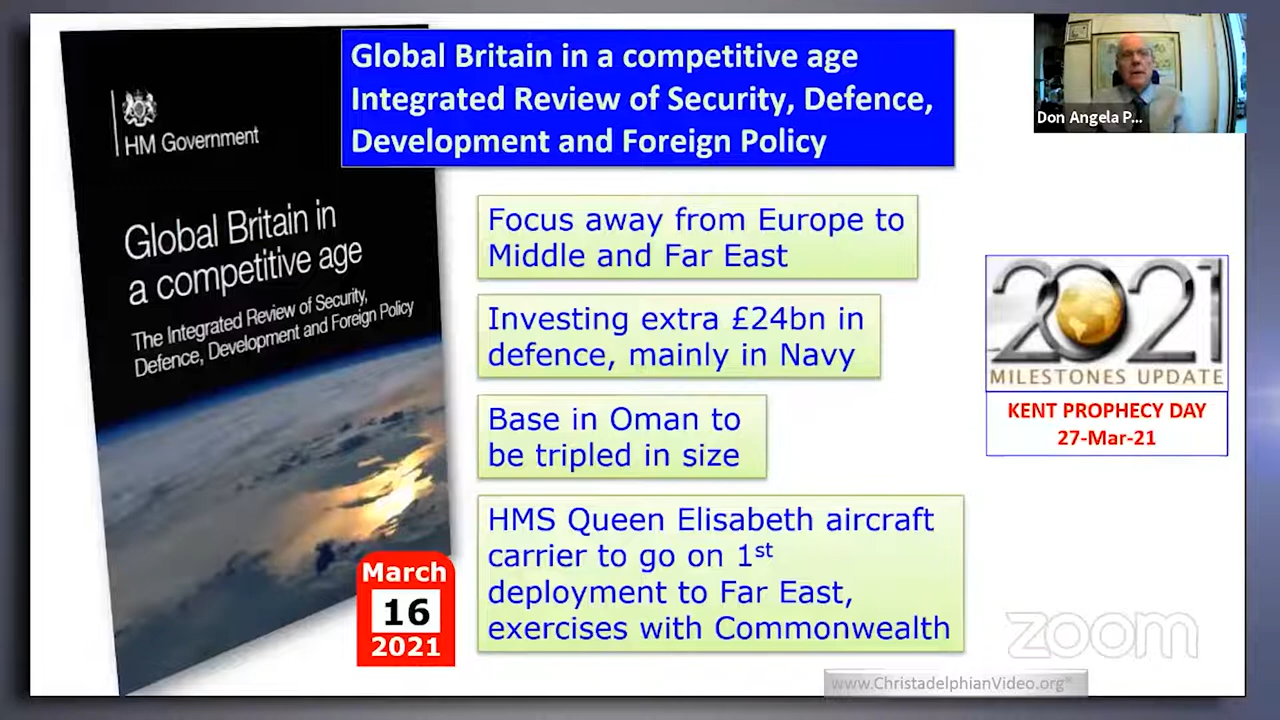 HM Government
Global Britain in
a competitive age
The Integrated Review of Security,
Defence, Development and Foreign Policy
Global Britain in a competitive age
Integrated Review of Security, Defence,
Development and Foreign Policy
Focus away from Europe to
Middle and Far East
Investing extra £24bn in
defence, mainly in Navy
Base in Oman to
be tripled in size
HMS Queen Elisabeth aircraft
carrier to go on 1st
deployment to Far East,
exercises with Commonwealth
March
16
2021
Don Angela P...
2021
MILESTONES UPDATE
KENT PROPHECY DAY
27-Mar-21
zoom
www.ChristadelphianVideo.org®